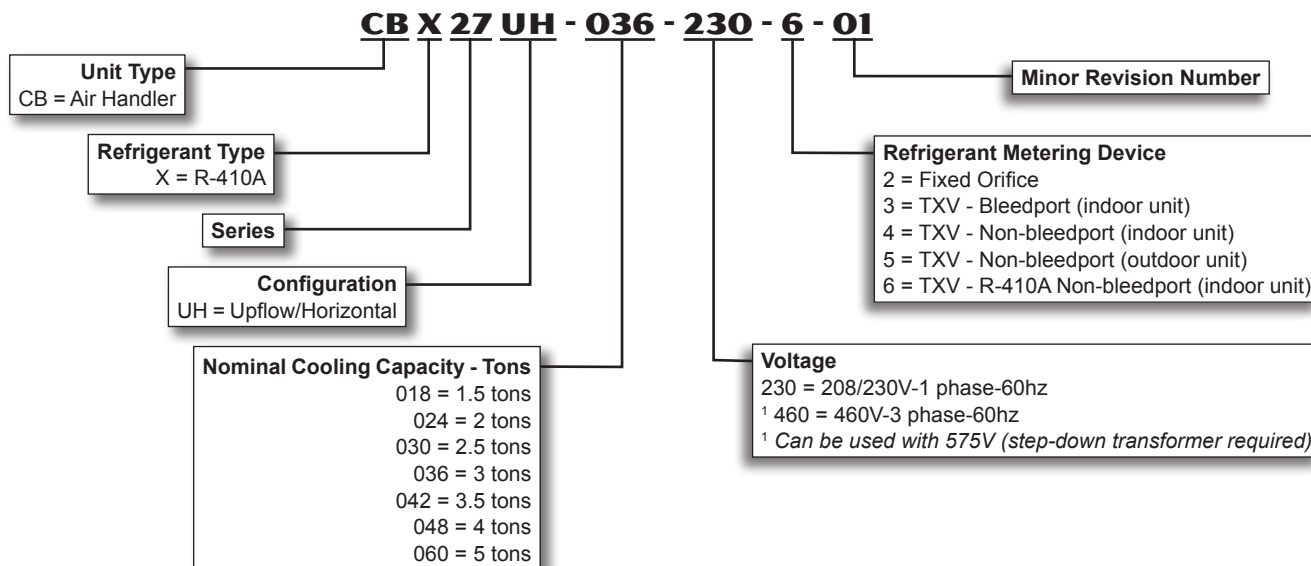 CB X 27 UH - 036 - 230 - 6 - 01
Unit Type
CB = Air Handler
Refrigerant Type
X = R-410A
Series
Configuration
UH = Upflow/Horizontal
Nominal Cooling Capacity - Tons
018 = 1.5 tons
024 = 2 tons
030 = 2.5 tons
036 = 3 tons
042 = 3.5 tons
048 = 4 tons
060 = 5 tons
Minor Revision Number
Refrigerant Metering Device
2 = Fixed Orifice
3 = TXV - Bleedport (indoor unit)
4 = TXV - Non-bleedport (indoor unit)
5 = TXV - Non-bleedport (outdoor unit)
6 = TXV - R-410A Non-bleedport (indoor unit)
Voltage
230 = 208/230V-1 phase-60hz
¹ 460 = 460V-3 phase-60hz
¹ Can be used with 575V (step-down transformer required)